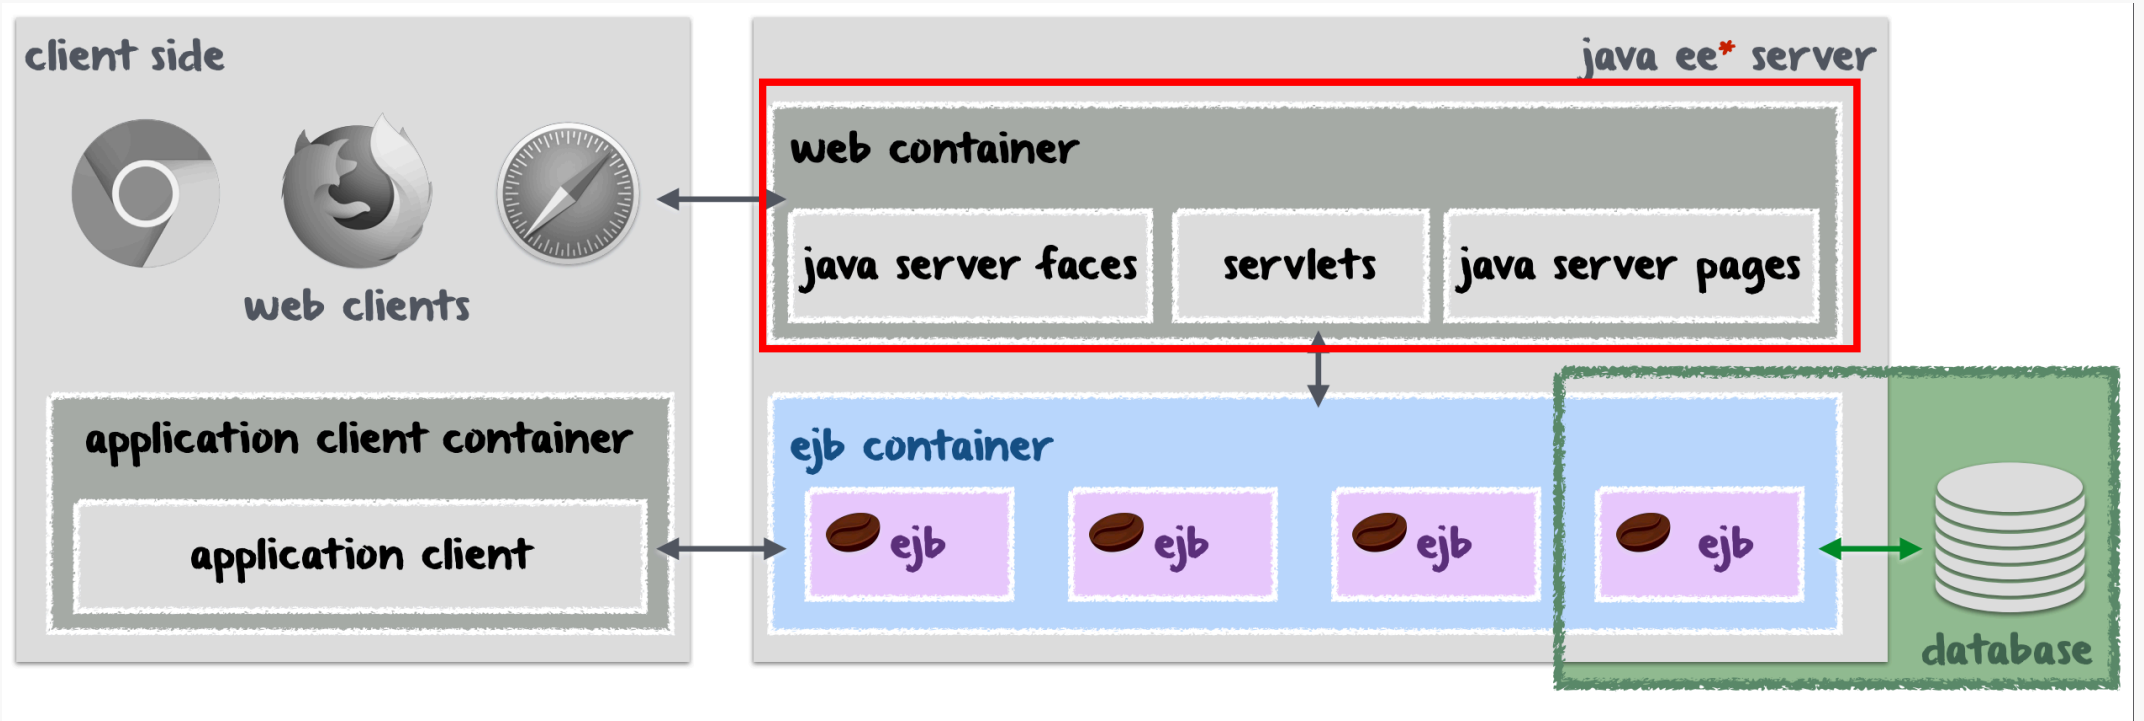 client side
web clients
application client container
application client
java ee* server
web container
java server faces
servlets
java server pages
ejb container
ejb
ejb
ejb
ejb
database